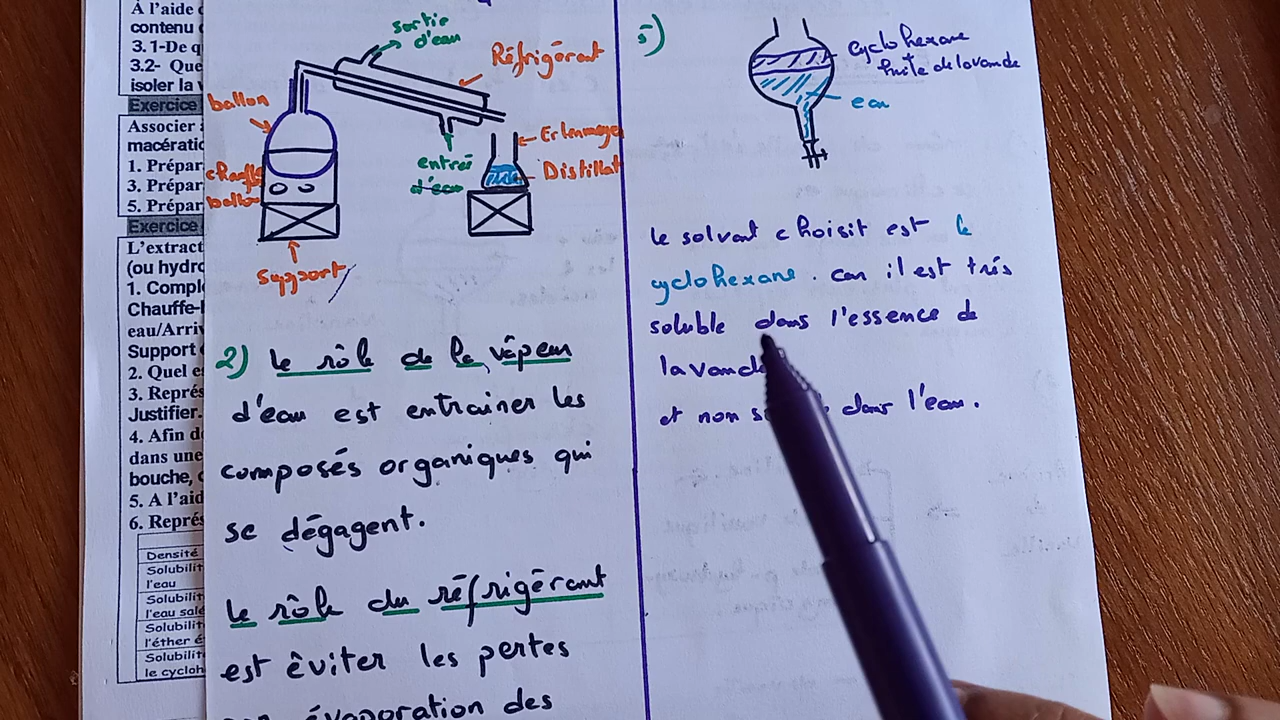 À l'aide
contenu
3.1-De q
3.2- Que
isoler la v
Exercice
Associer
macératio
1. Prépar
3. Prépar
5. Prépar
Exercice
L'extract
(ou hydro
1. Compl
Chauffe-
eau/Arriv
Support
2. Quel e
3. Représ
Justifier.
4. Afin d
dans une
bouche,
5. A l'aid
6. Représ
Densité
Solubilit
l'eau
Solubilit
l'eau salé
Solubilit
l'éther é
Solubilit
le cycloh
sortie
d'eau
Réfrigérant
ballon
Erlenmeye
entrée
d'eau
Distillat
chauffe
ballon
support
2) le rôle de la vapeur
d'eau est entrainer les
composés organiques qui
se dégagent.
le rôle du réfrigérant
est éviter les pertes
évaporation des
5)
cyclohexane
huile de lavande
eau
le solvant choisit est le
cyclohexane. car il est très
soluble dans l'essence de
lavande
et non dans l'eau.